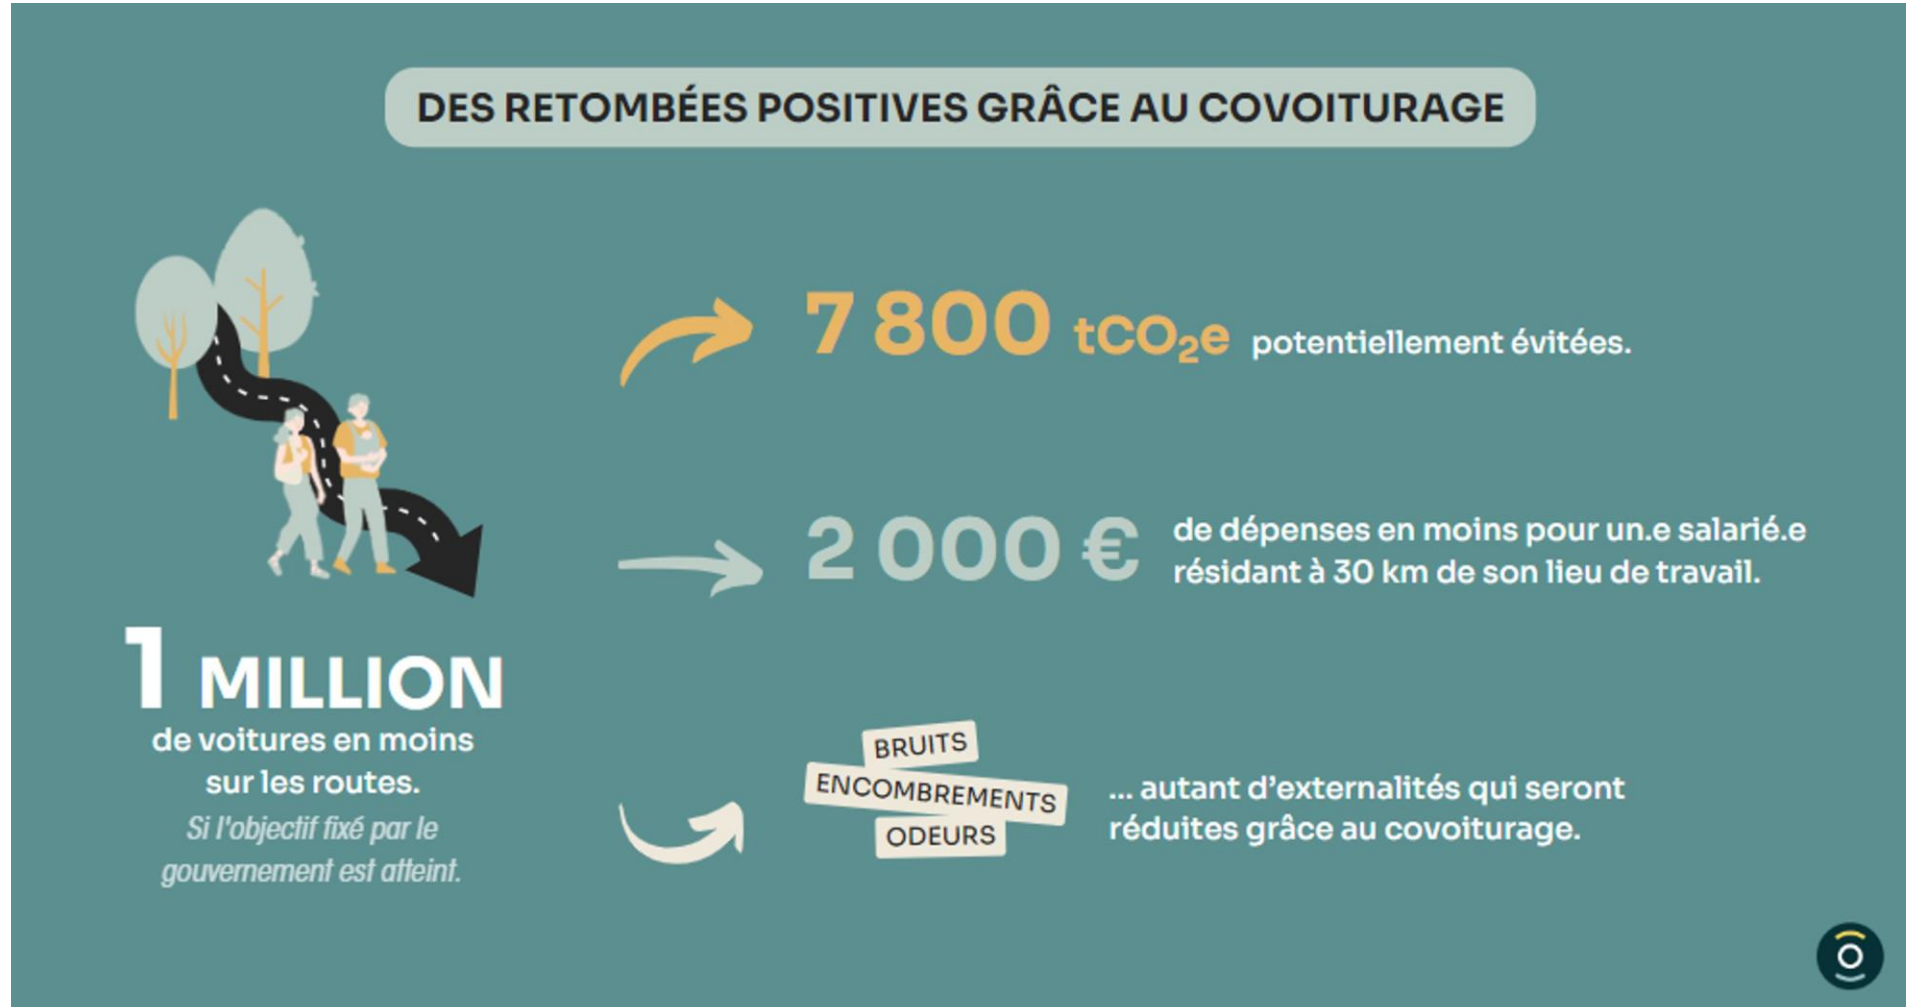 DES RETOMBÉES POSITIVES GRÂCE AU COVOITURAGE
1 MILLION
de voitures en moins
sur les routes.
Si l'objectif fixé par le
gouvernement est atteint.
7 800 tCO₂e potentiellement évitées.
2 000 € de dépenses en moins pour un.e salarié.e
résidant à 30 km de son lieu de travail.
BRUITS
ENCOMBREMENTS
ODEURS
... autant d’externalités qui seront
réduites grâce au covoiturage.